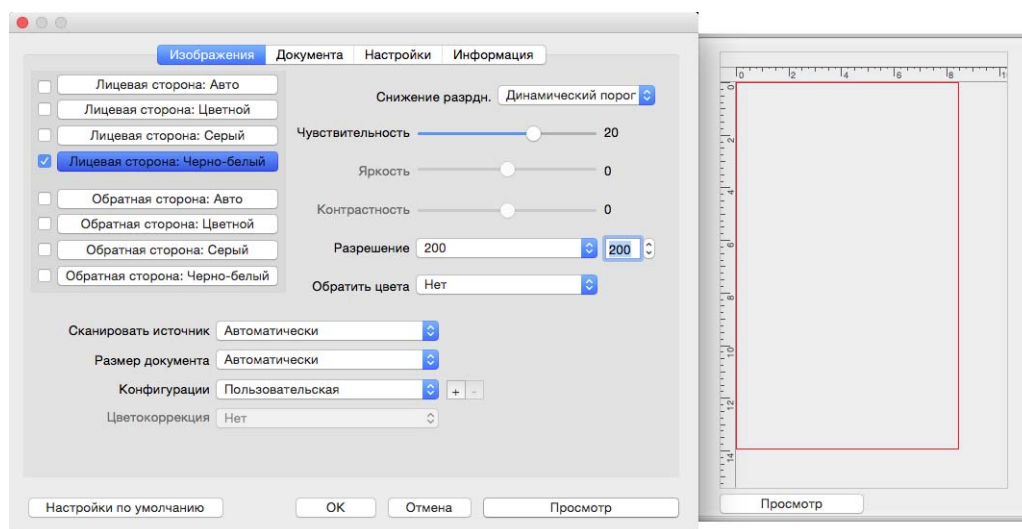 Изображения Документа Настройки Информация
Лицевая сторона: Авто
Лицевая сторона: Цветной
Лицевая сторона: Серый
Лицевая сторона: Черно-белый
Обратная сторона: Авто
Обратная сторона: Цветной
Обратная сторона: Серый
Обратная сторона: Черно-белый
Снижение разрдн. Динамический порог
Чувствительность 20
Яркость 0
Контрастность 0
Разрешение 200 200
Обратить цвета Нет
Сканировать источник Автоматически
Размер документа Автоматически
Конфигурации Пользовательская + -
Цветокоррекция Нет
Настройки по умолчанию OK Отмена Просмотр
0 2 4 6 8
0
2
4
6
8
10
12
14
Просмотр